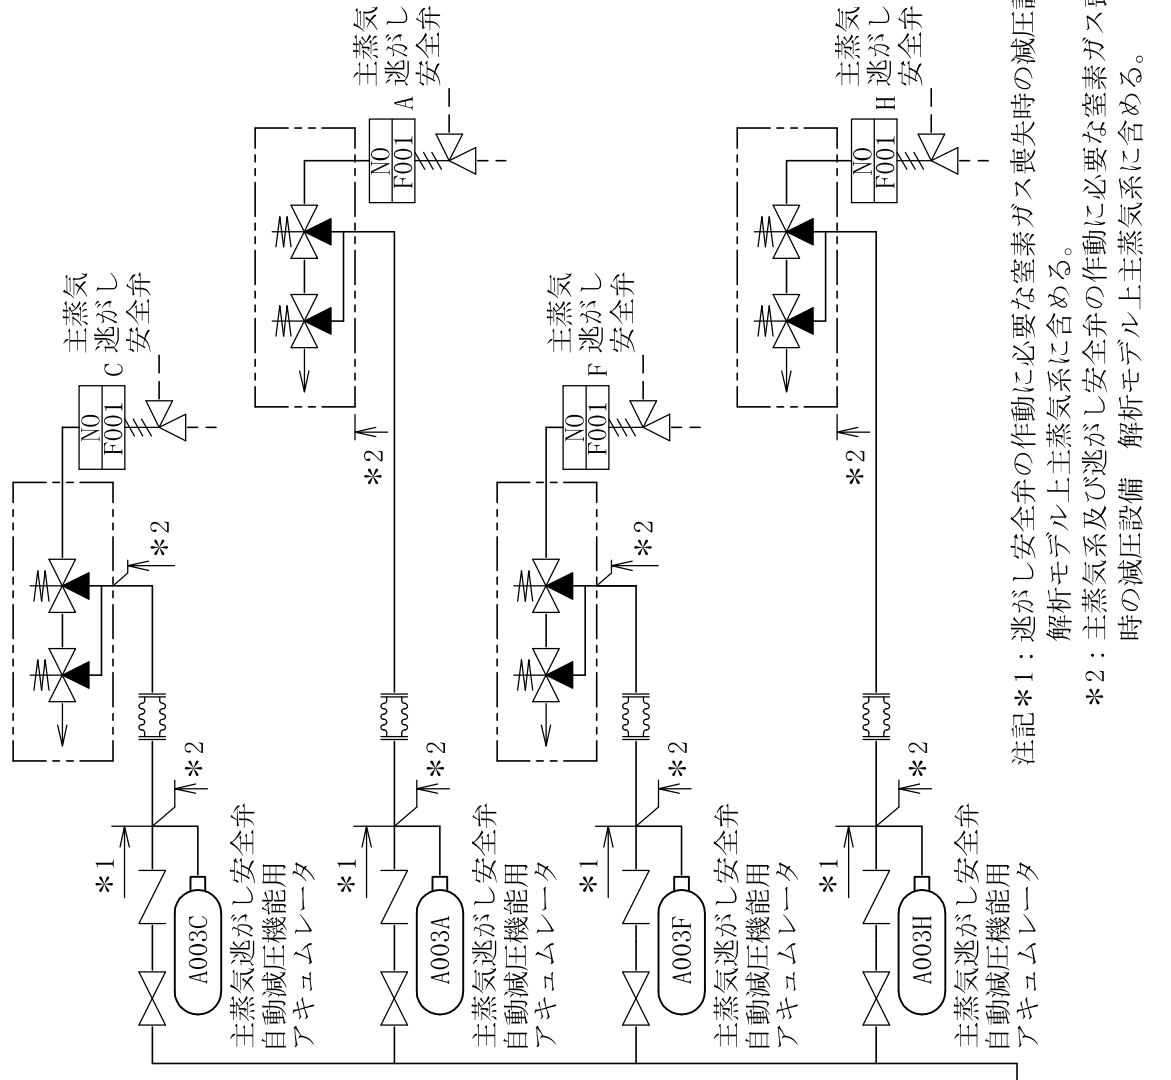 主蒸気
逃がし
安全弁
NO
F001
C
*2
*2
*1
A003C
主蒸気逃がし安全弁
自動減圧機能用
アキュムレータ
主蒸気
逃がし
安全弁
NO
F001
A
*2
*2
*1
A003A
主蒸気逃がし安全弁
自動減圧機能用
アキュムレータ
主蒸気
逃がし
安全弁
NO
F001
F
*2
*2
*1
A003F
主蒸気逃がし安全弁
自動減圧機能用
アキュムレータ
主蒸気
逃がし
安全弁
NO
F001
H
*2
*2
*1
A003H
主蒸気逃がし安全弁
自動減圧機能用
アキュムレータ
注記*1：逃がし安全弁の作動に必要な窒素ガス喪失時の減圧設
解析モデル上主蒸気系に含める。
*2：主蒸気系及び逃がし安全弁の作動に必要な窒素ガス喪
時の減圧設備　解析モデル上主蒸気系に含める。